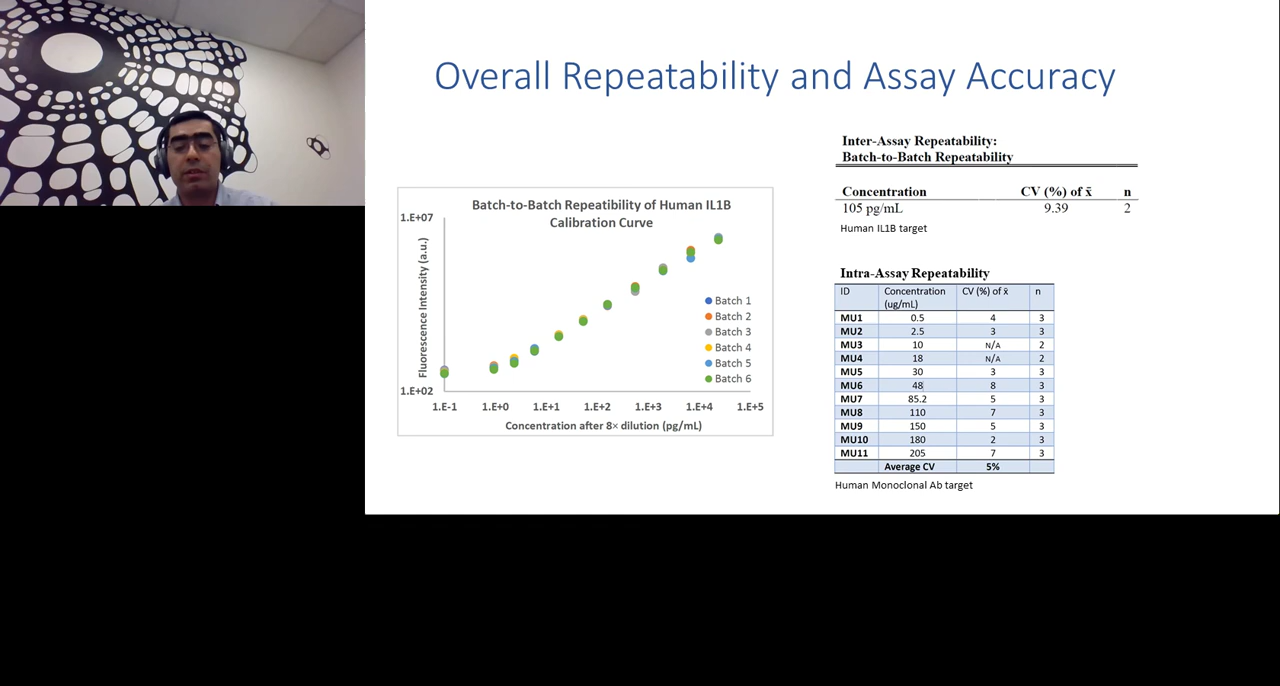 Overall Repeatability and Assay Accuracy
Batch-to-Batch Repeatibility of Human IL1B
Calibration Curve
1.E+07
Fluorescence Intensity (a.u.)
1.E+02
Batch 1
Batch 2
Batch 3
Batch 4
Batch 5
Batch 6
1.E-1 1.E+0 1.E+1 1.E+2 1.E+3 1.E+4 1.E+5
Concentration after 8× dilution (pg/mL)
Inter-Assay Repeatability:
Batch-to-Batch Repeatability
Concentration CV (%) of x̄ n
105 pg/mL 9.39 2
Human IL1B target
Intra-Assay Repeatability
ID Concentration CV (%) of x̄ n
(ug/mL)
MU1 0.5 4 3
MU2 2.5 3 3
MU3 10 N/A 2
MU4 18 N/A 2
MU5 30 3 3
MU6 48 8 3
MU7 85.2 5 3
MU8 110 7 3
MU9 150 5 3
MU10 180 2 3
MU11 205 7 3
Average CV 5%
Human Monoclonal Ab target